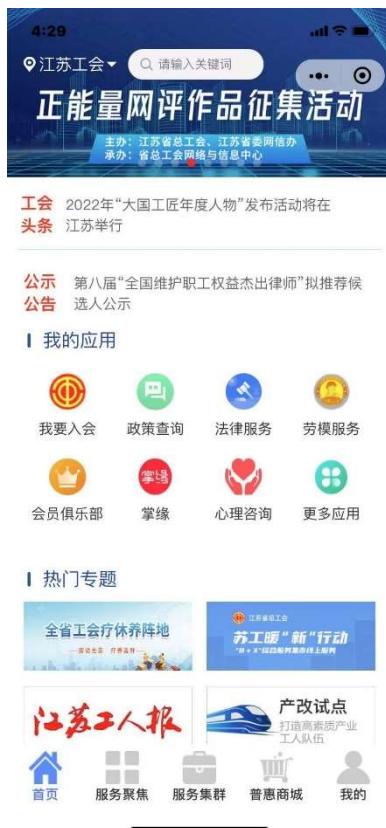 4:29
江苏工会
请输入关键词
正能量网评作品征集活动
主办：江苏省总工会、江苏省委网信办
承办：省总工会网络与信息中心
工会
头条
2022年“大国工匠年度人物”发布活动将在
江苏举行
公示
公告
第八届“全国维护职工权益杰出律师”拟推荐候
选人公示
我的应用
我要入会 政策查询 法律服务 劳模服务
掌缘
会员俱乐部 掌缘 心理咨询 更多应用
热门专题
全省工会疗休养阵地
江苏省总工会
苏工暖“新”行动
江苏工人报
产改试点
打造高素质产业
工人队伍
首页 服务聚焦 服务集群 普惠商城 我的